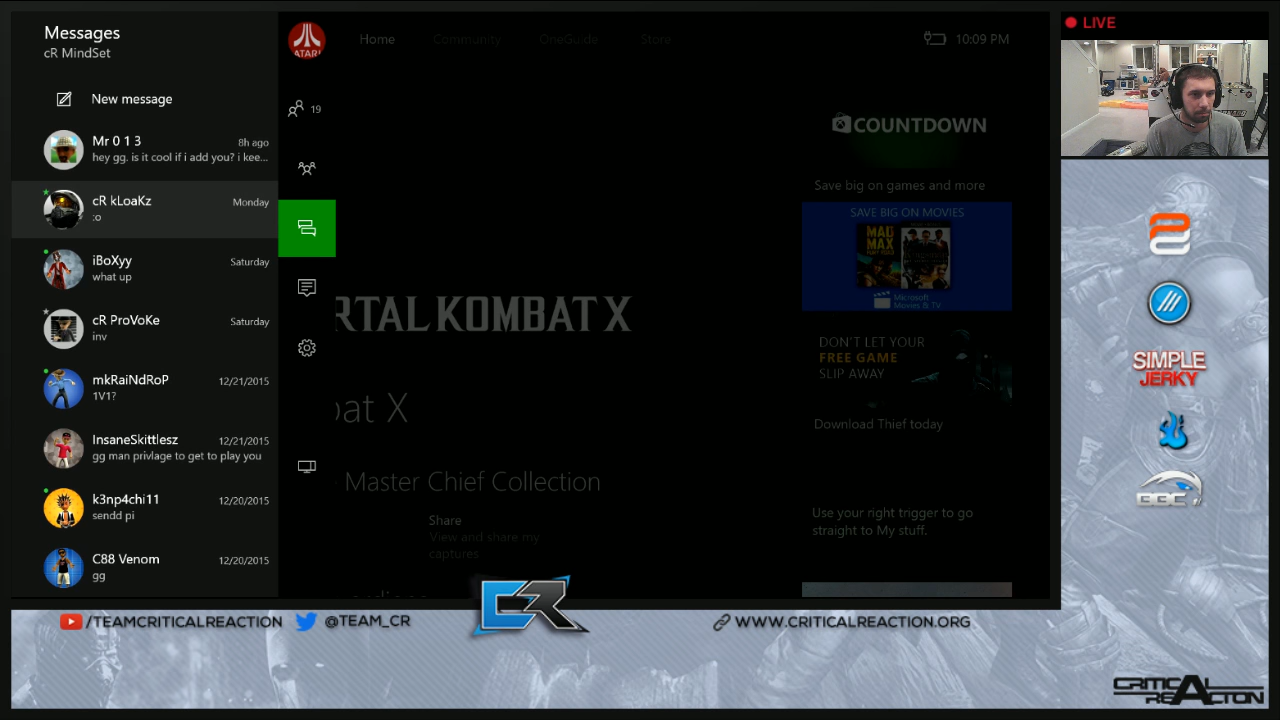 Messages
cR MindSet
New message
Mr 0 1 3
8h ago
hey gg. is it cool if i add you? i kee...
cR kLoaKz
Monday
:o
iBoXyy
Saturday
what up
cR ProVoKe
Saturday
inv
mkRaiNdRoP
12/21/2015
1V1?
InsaneSkittlesz
12/21/2015
gg man privlage to get to play you
k3np4chi11
12/20/2015
sendd pi
C88 Venom
12/20/2015
gg
ATARI
19
Home
Community
OneGuide
Store
10:09 PM
RTAL KOMBAT X
bat X
Master Chief Collection
Share
View and share my
captures
COUNTDOWN
Save big on games and more
SAVE BIG ON MOVIES
MAD
MAX
Microsoft
Movies & TV
DON'T LET YOUR
FREE GAME
SLIP AWAY
Download Thief today
Use your right trigger to go
straight to My stuff.
LIVE
SIMPLE
JERKY
GGC
/TEAMCRITICALREACTION
@TEAM_CR
CR
WWW.CRITICALREACTION.ORG
CRITICAL
REACTION